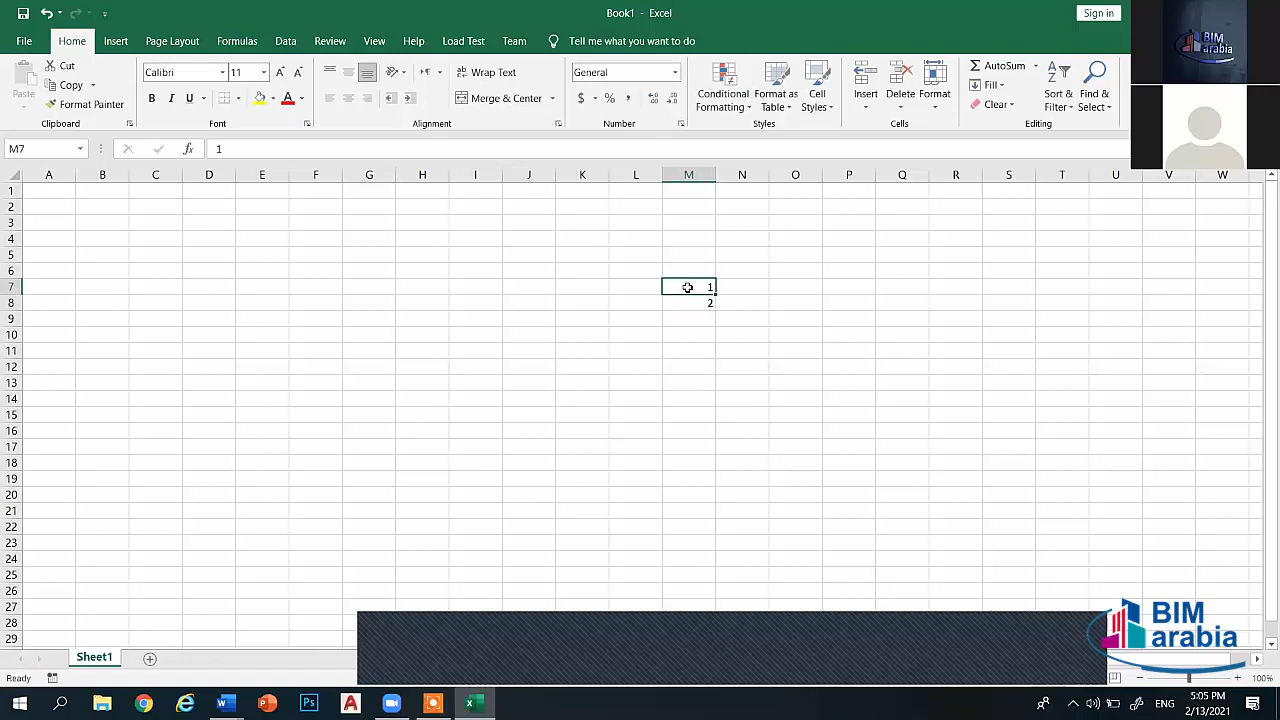 Book1 - Excel
Sign in
File Home Insert Page Layout Formulas Data Review View Help Load Test Team Tell me what you want to do
BIM
arabia
Paste
Cut
Copy
Format Painter
Clipboard
Calibri 11
B I U
Font
Wrap Text
Merge & Center
Alignment
General
$ % ,
Number
Conditional
Formatting
Format as
Table
Cell
Styles
Styles
Insert Delete Format
Cells
AutoSum
Fill
Clear
Sort &
Filter
Find &
Select
Editing
M7 fx 1
A B C D E F G H I J K L M N O P Q R S T U V W
1
2
3
4
5
6
7 1
8 2
9
10
11
12
13
14
15
16
17
18
19
20
21
22
23
24
25
26
27
28
29
BIM
arabia
Sheet1
Ready 100%
ENG
5:05 PM
2/13/2021